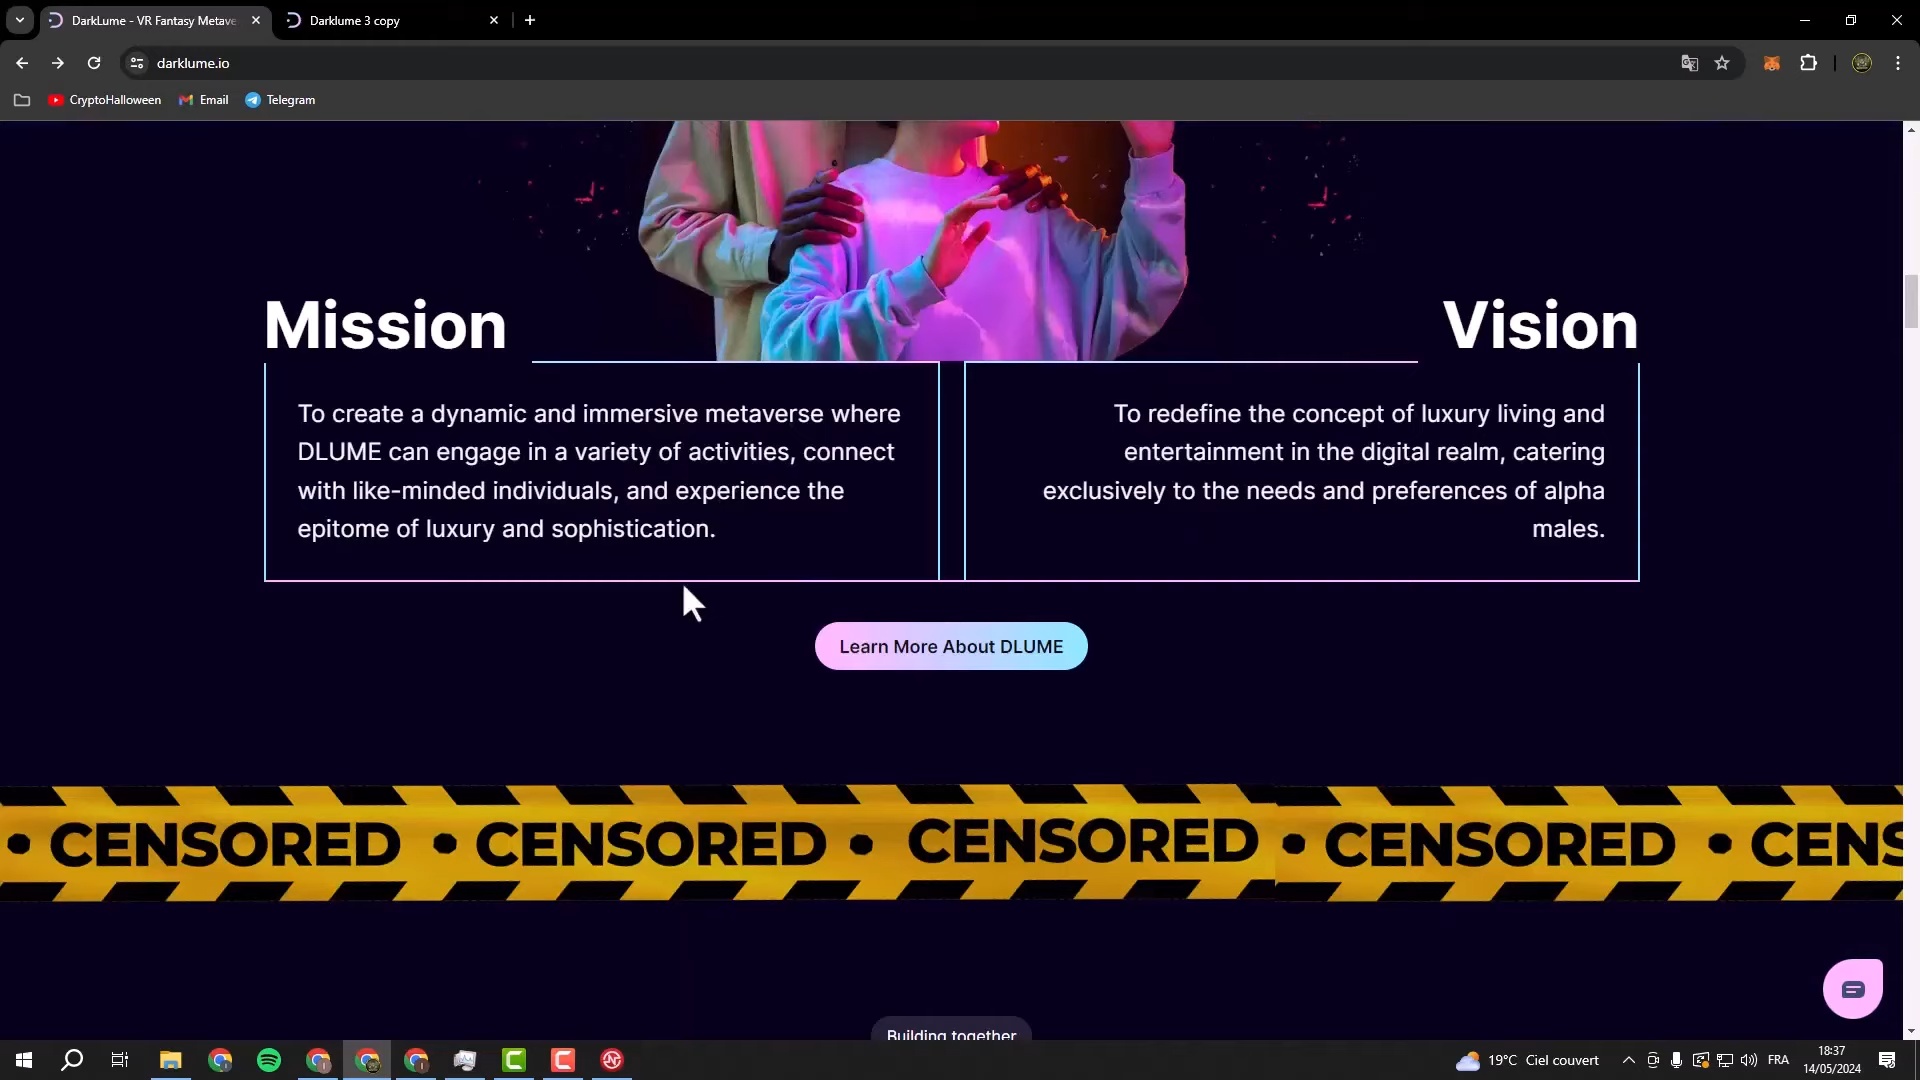 DarkLume - VR Fantasy Metave
Darklume 3 copy
darklume.io
CryptoHalloween
Email
Telegram
Mission
To create a dynamic and immersive metaverse where
DLUME can engage in a variety of activities, connect
with like-minded individuals, and experience the
epitome of luxury and sophistication.
Vision
To redefine the concept of luxury living and
entertainment in the digital realm, catering
exclusively to the needs and preferences of alpha
males.
Learn More About DLUME
CENSORED • CENSORED • CENSORED • CENSORED • CENS
Building together
19°C Ciel couvert
FRA
18:37
14/05/2024